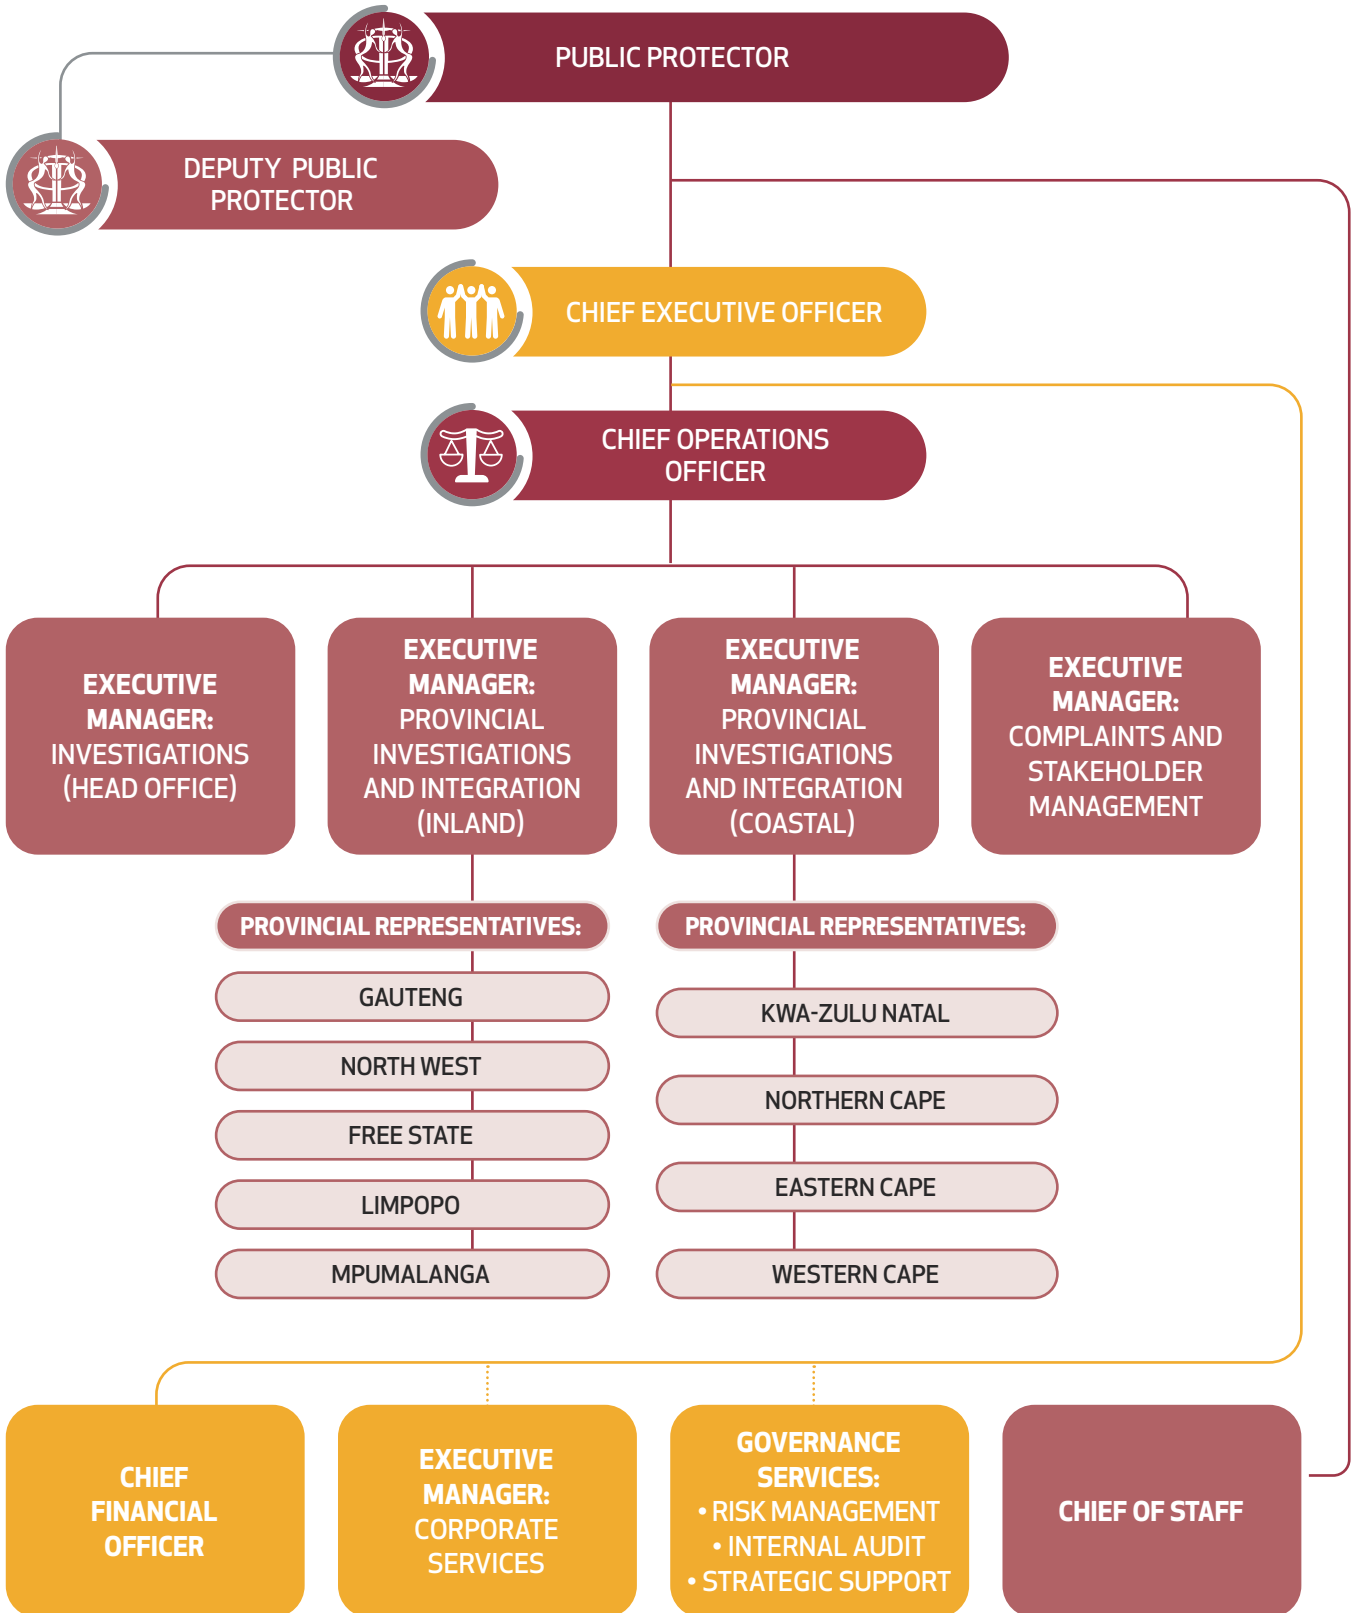 PUBLIC PROTECTOR
DEPUTY PUBLIC
PROTECTOR
CHIEF EXECUTIVE OFFICER
CHIEF OPERATIONS
OFFICER
EXECUTIVE
MANAGER:
INVESTIGATIONS
(HEAD OFFICE)
EXECUTIVE
MANAGER:
PROVINCIAL
INVESTIGATIONS
AND INTEGRATION
(INLAND)
EXECUTIVE
MANAGER:
PROVINCIAL
INVESTIGATIONS
AND INTEGRATION
(COASTAL)
EXECUTIVE
MANAGER:
COMPLAINTS AND
STAKEHOLDER
MANAGEMENT
PROVINCIAL REPRESENTATIVES:
GAUTENG
NORTH WEST
FREE STATE
LIMPOPO
MPUMALANGA
PROVINCIAL REPRESENTATIVES:
KWA-ZULU NATAL
NORTHERN CAPE
EASTERN CAPE
WESTERN CAPE
CHIEF
FINANCIAL
OFFICER
EXECUTIVE
MANAGER:
CORPORATE
SERVICES
GOVERNANCE
SERVICES:
• RISK MANAGEMENT
• INTERNAL AUDIT
• STRATEGIC SUPPORT
CHIEF OF STAFF